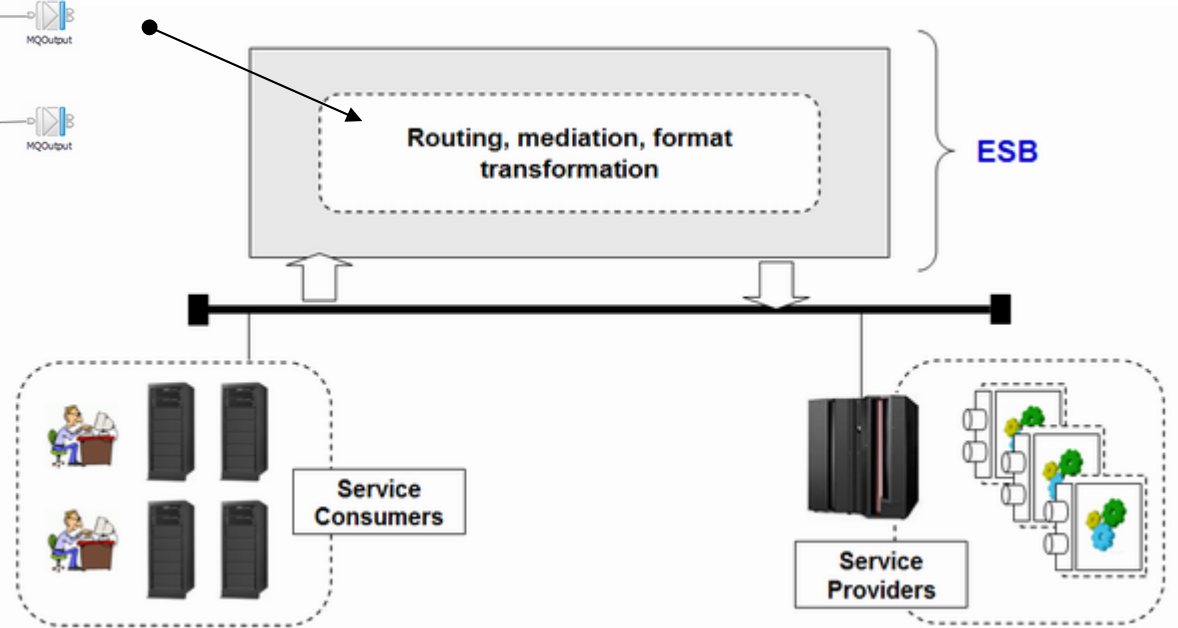 MQOutput
MQOutput
Routing, mediation, format
transformation
ESB
Service
Consumers
Service
Providers